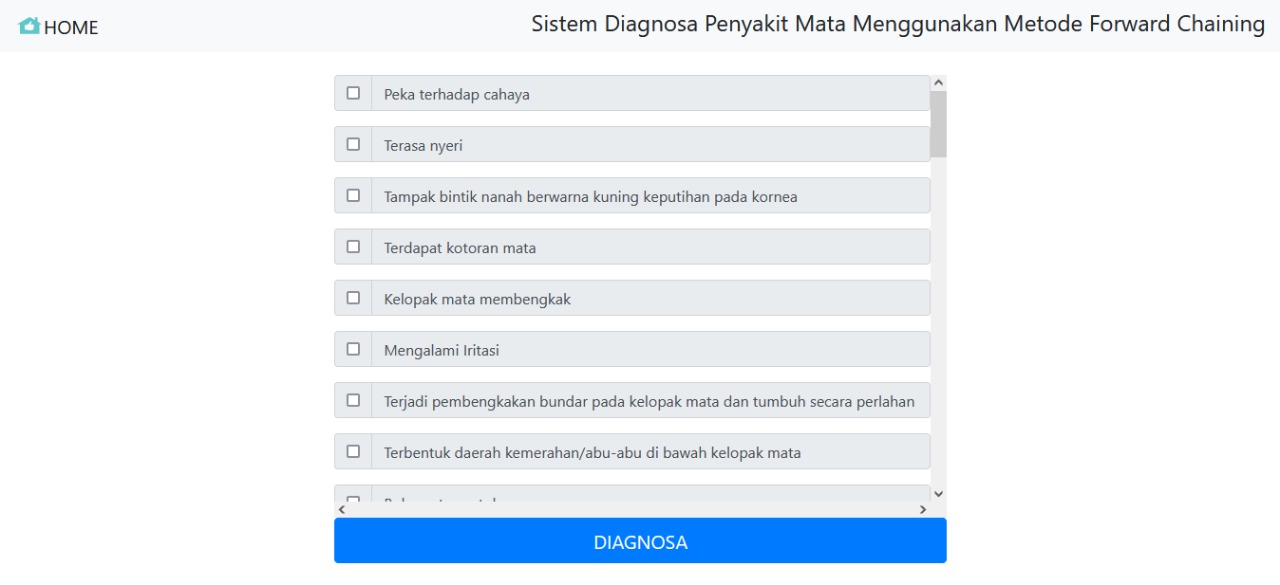 HOME
Sistem Diagnosa Penyakit Mata Menggunakan Metode Forward Chaining
Peka terhadap cahaya
Terasa nyeri
Tampak bintik nanah berwarna kuning keputihan pada kornea
Terdapat kotoran mata
Kelopak mata membengkak
Mengalami Iritasi
Terjadi pembengkakan bundar pada kelopak mata dan tumbuh secara perlahan
Terbentuk daerah kemerahan/abu-abu di bawah kelopak mata
DIAGNOSA